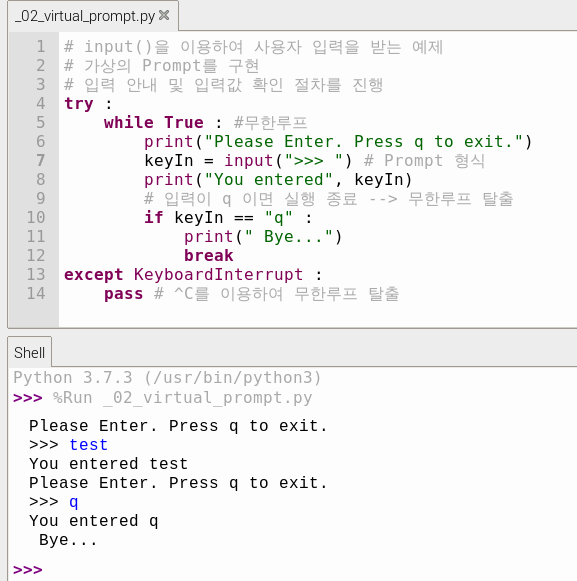 _02_virtual_prompt.py
1 # input()을 이용하여 사용자 입력을 받는 예제
2 # 가상의 Prompt를 구현
3 # 입력 안내 및 입력값 확인 절차를 진행
4 try :
5     while True : #무한루프
6         print("Please Enter. Press q to exit.")
7         keyIn = input(">>> ") # Prompt 형식
8         print("You entered", keyIn)
9         # 입력이 q 이면 실행 종료 --> 무한루프 탈출
10         if keyIn == "q" :
11             print(" Bye...")
12             break
13 except KeyboardInterrupt :
14     pass # ^C를 이용하여 무한루프 탈출
Shell
Python 3.7.3 (/usr/bin/python3)
>>> %Run _02_virtual_prompt.py
Please Enter. Press q to exit.
>>> test
You entered test
Please Enter. Press q to exit.
>>> q
You entered q
 Bye...
>>>